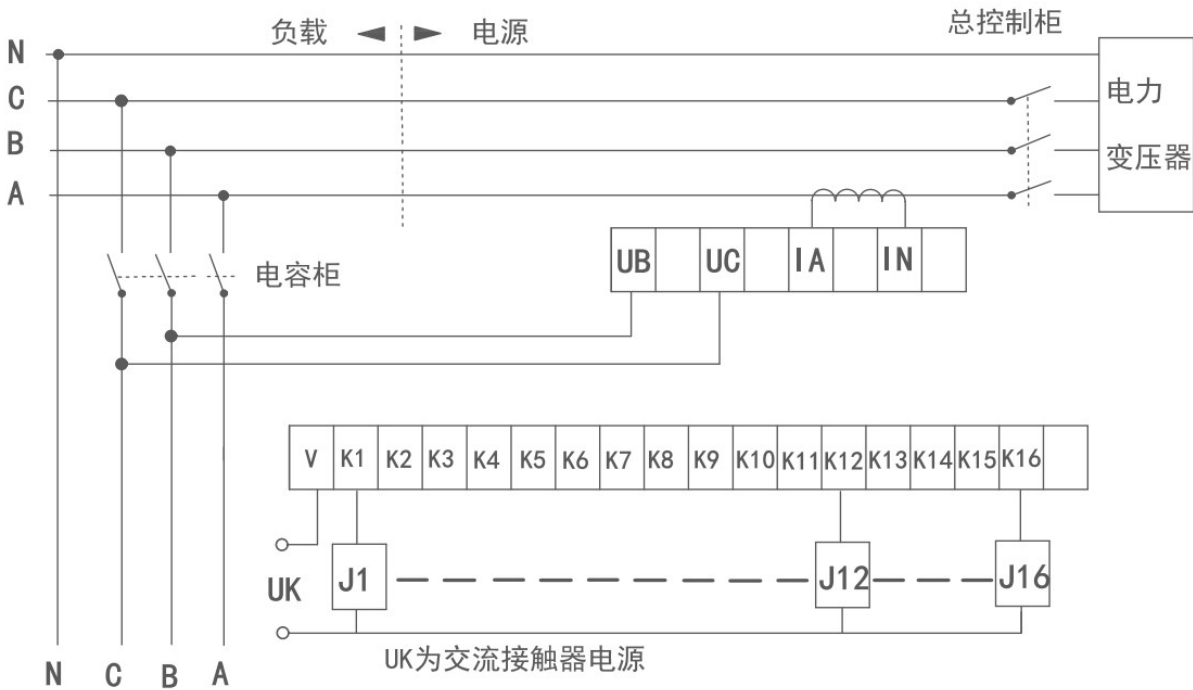 负载 电源 总控制柜
N
C 电力
B 变压器
A
UB UC IA IN
电容柜
V K1 K2 K3 K4 K5 K6 K7 K8 K9 K10 K11 K12 K13 K14 K15 K16
UK J1 J12 J16
UK为交流接触器电源
N C B A